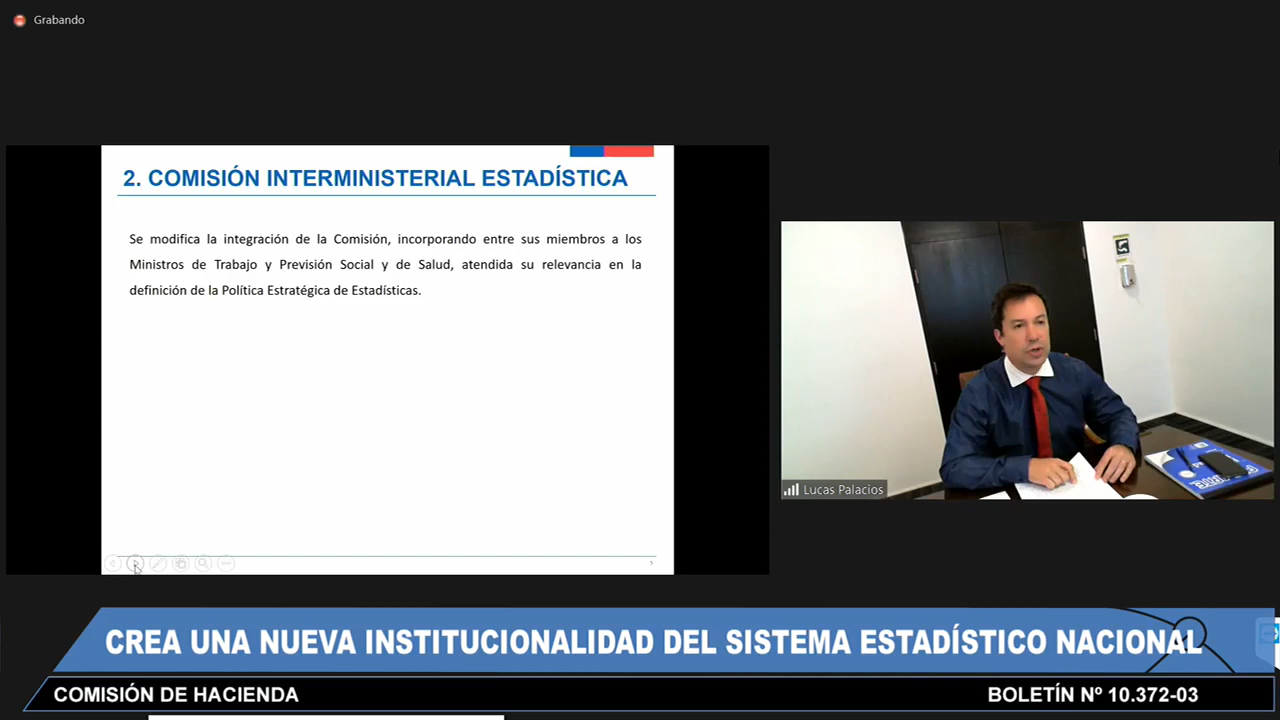 Grabando
2. COMISIÓN INTERMINISTERIAL ESTADÍSTICA
Se modifica la integración de la Comisión, incorporando entre sus miembros a los
Ministros de Trabajo y Previsión Social y de Salud, atendida su relevancia en la
definición de la Política Estratégica de Estadísticas.
Lucas Palacios
CREA UNA NUEVA INSTITUCIONALIDAD DEL SISTEMA ESTADÍSTICO NACIONAL
COMISIÓN DE HACIENDA
BOLETÍN Nº 10.372-03